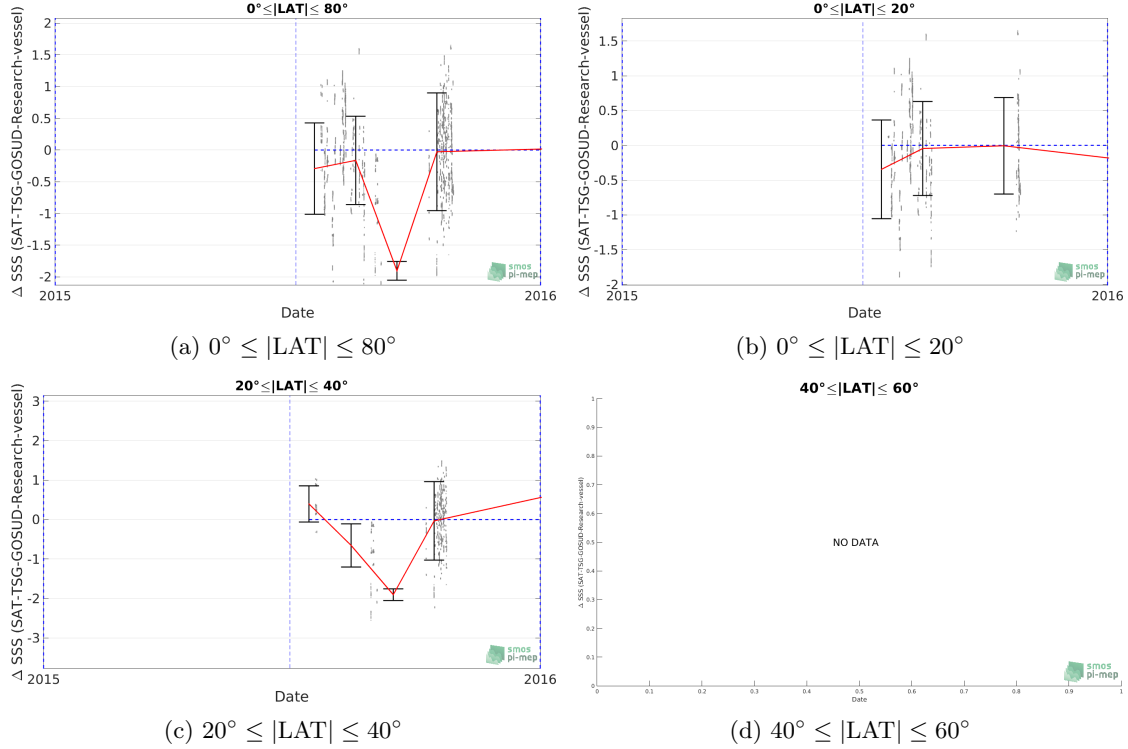 0°≤|LAT|≤ 80°
Δ SSS (SAT-TSG-GOSUD-Research-vessel)
2
1.5
1
0.5
0
-0.5
-1
-1.5
-2
2015
2016
Date
smos
pi-mep
(a) 0° ≤ |LAT| ≤ 80°
0°≤|LAT|≤ 20°
Δ SSS (SAT-TSG-GOSUD-Research-vessel)
1.5
1
0.5
0
-0.5
-1
-1.5
-2
2015
2016
Date
smos
pi-mep
(b) 0° ≤ |LAT| ≤ 20°
20°≤|LAT|≤ 40°
Δ SSS (SAT-TSG-GOSUD-Research-vessel)
3
2
1
0
-1
-2
-3
2015
2016
Date
smos
pi-mep
(c) 20° ≤ |LAT| ≤ 40°
40°≤|LAT|≤ 60°
Δ SSS (SAT-TSG-GOSUD-Research-vessel)
1
0.9
0.8
0.7
0.6
0.5
0.4
0.3
0.2
0.1
0
NO DATA
0 0.1 0.2 0.3 0.4 0.5 0.6 0.7 0.8 0.9 1
Date
smos
pi-mep
(d) 40° ≤ |LAT| ≤ 60°